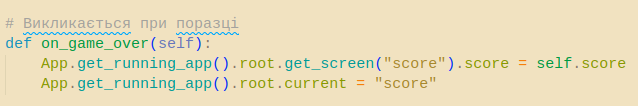 # Викликається при поразці
def on_game_over(self):
    App.get_running_app().root.get_screen("score").score = self.score
    App.get_running_app().root.current = "score"